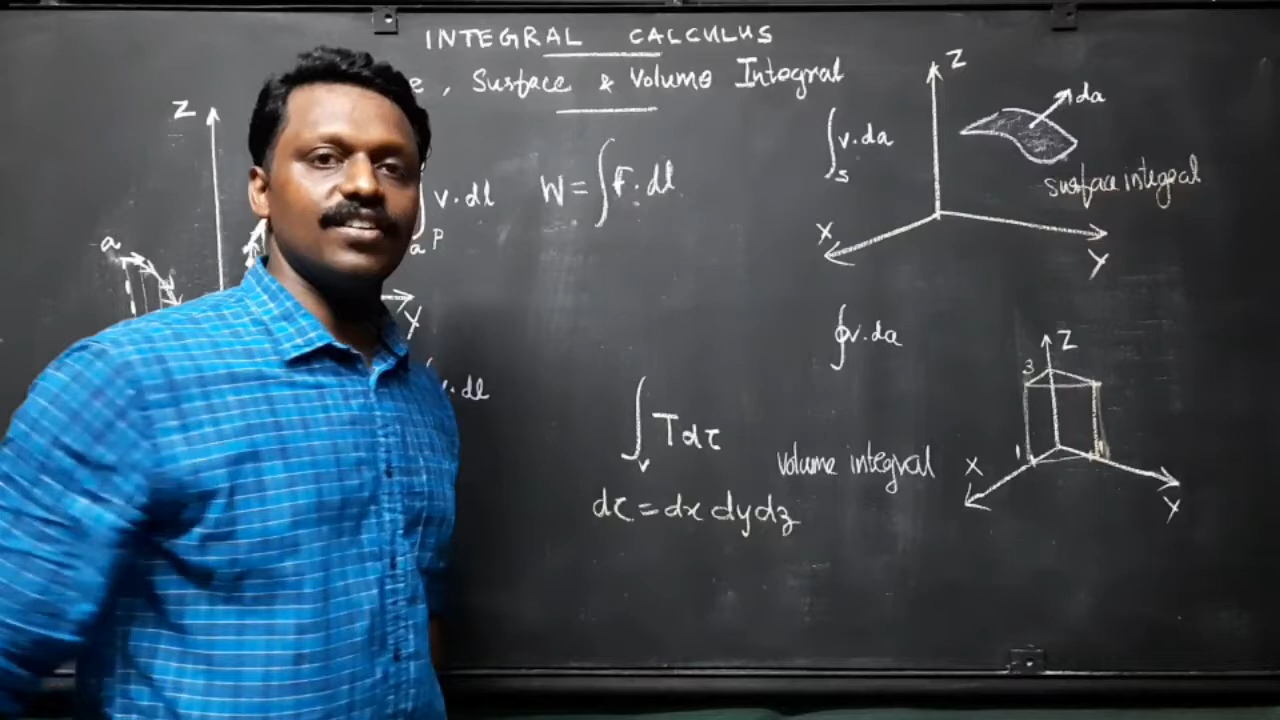 INTEGRAL CALCULUS
, Surface & Volume Integral
Z
a
Y
v.dl
a P
W = ∫F.dl
.dl
∫v.da
S
Z
X
Y
da
surface integral
∮v.da
∫Tdτ
v
dτ = dx dy dz
volume integral
Z
3
1
X
Y